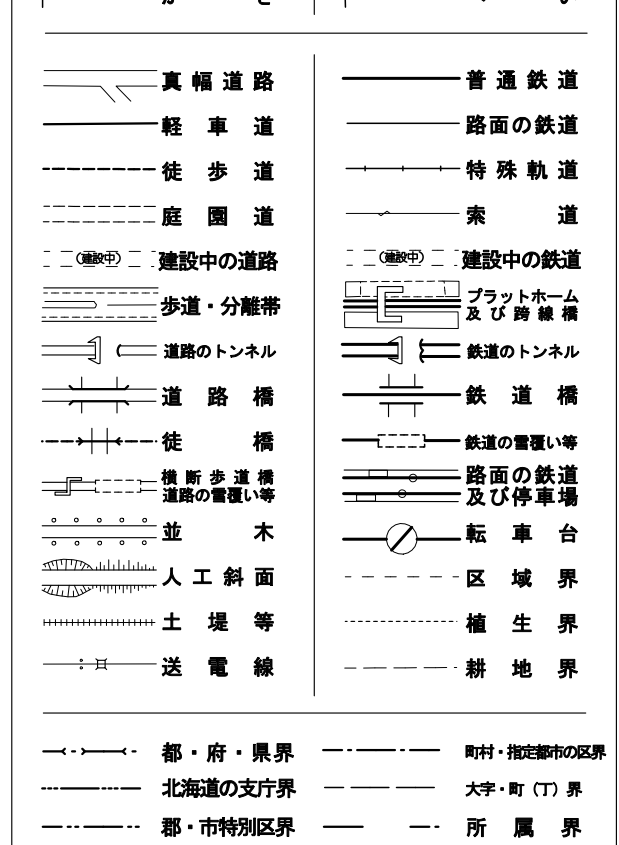 真幅道路
軽車道
徒歩道
庭園道
(建設中)
建設中の道路
歩道・分離帯
道路のトンネル
道路橋
徒橋
横断歩道橋
道路の雪覆い等
並木
人工斜面
土堤等
送電線
普通鉄道
路面の鉄道
特殊軌道
索道
(建設中)
建設中の鉄道
プラットホーム
及び跨線橋
鉄道のトンネル
鉄道橋
鉄道の雪覆い等
路面の鉄道
及び停車場
転車台
区域界
植生界
耕地界
都・府・県界
北海道の支庁界
郡・市特別区界
町村・指定都市の区界
大字・町(丁)界
所属界